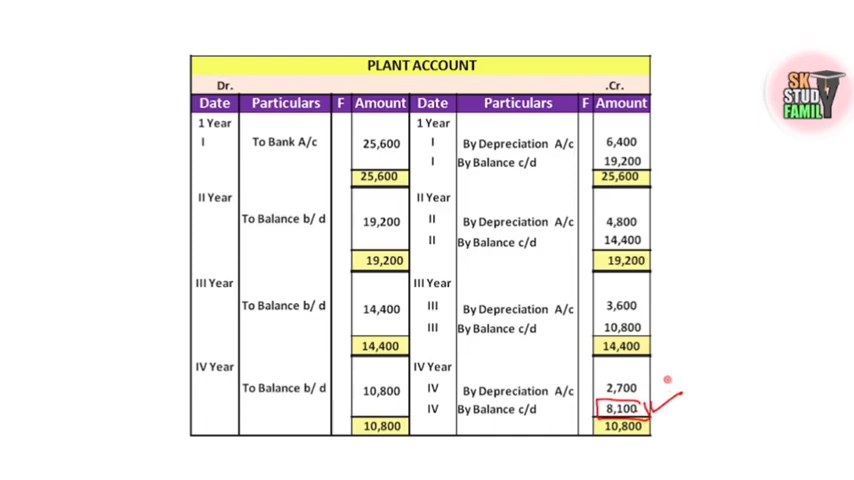 PLANT ACCOUNT
Dr. .Cr.
Date Particulars F Amount Date Particulars F Amount
1 Year 1 Year
I To Bank A/c 25,600 I By Depreciation A/c 6,400
I By Balance c/d 19,200
25,600 25,600
II Year II Year
To Balance b/ d 19,200 II By Depreciation A/c 4,800
II By Balance c/d 14,400
19,200 19,200
III Year III Year
To Balance b/ d 14,400 III By Depreciation A/c 3,600
III By Balance c/d 10,800
14,400 14,400
IV Year IV Year
To Balance b/ d 10,800 IV By Depreciation A/c 2,700
IV By Balance c/d 8,100
10,800 10,800
SK
STUDY
FAMILY